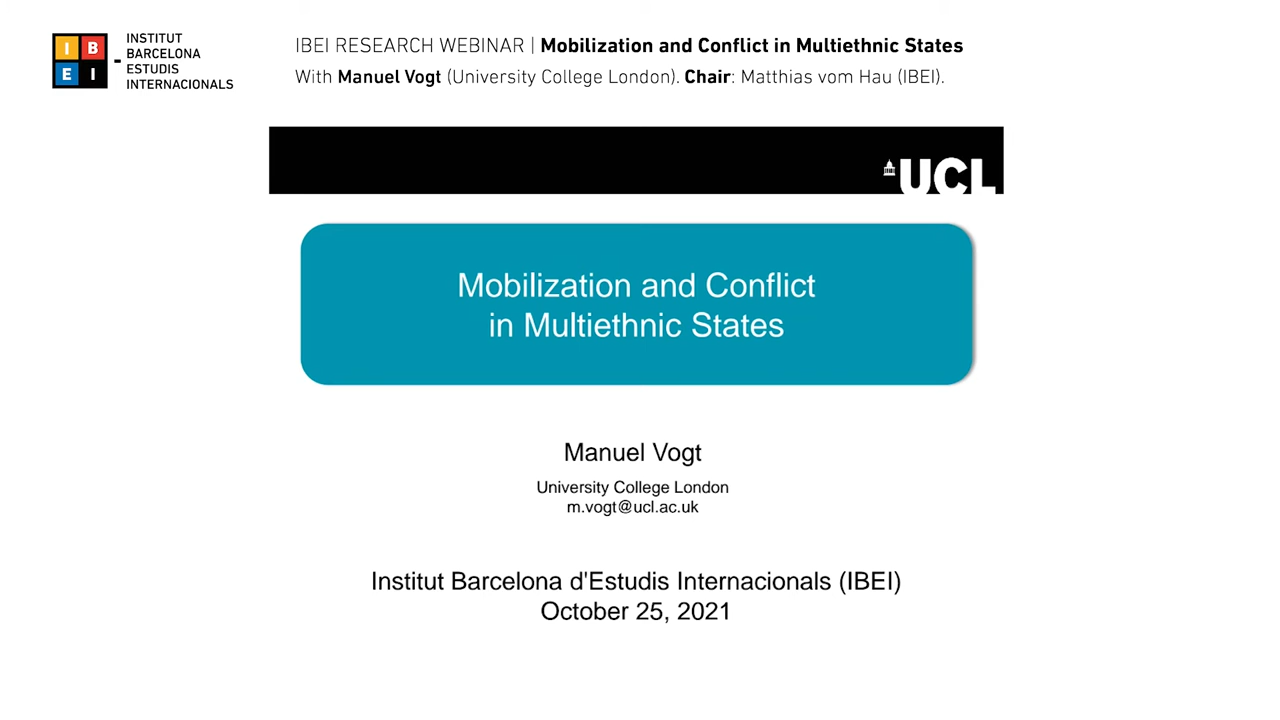 I B
E I
INSTITUT
BARCELONA
ESTUDIS
INTERNACIONALS
IBEI RESEARCH WEBINAR | Mobilization and Conflict in Multiethnic States
With Manuel Vogt (University College London). Chair: Matthias vom Hau (IBEI).
UCL
Mobilization and Conflict
in Multiethnic States
Manuel Vogt
University College London
m.vogt@ucl.ac.uk
Institut Barcelona d'Estudis Internacionals (IBEI)
October 25, 2021